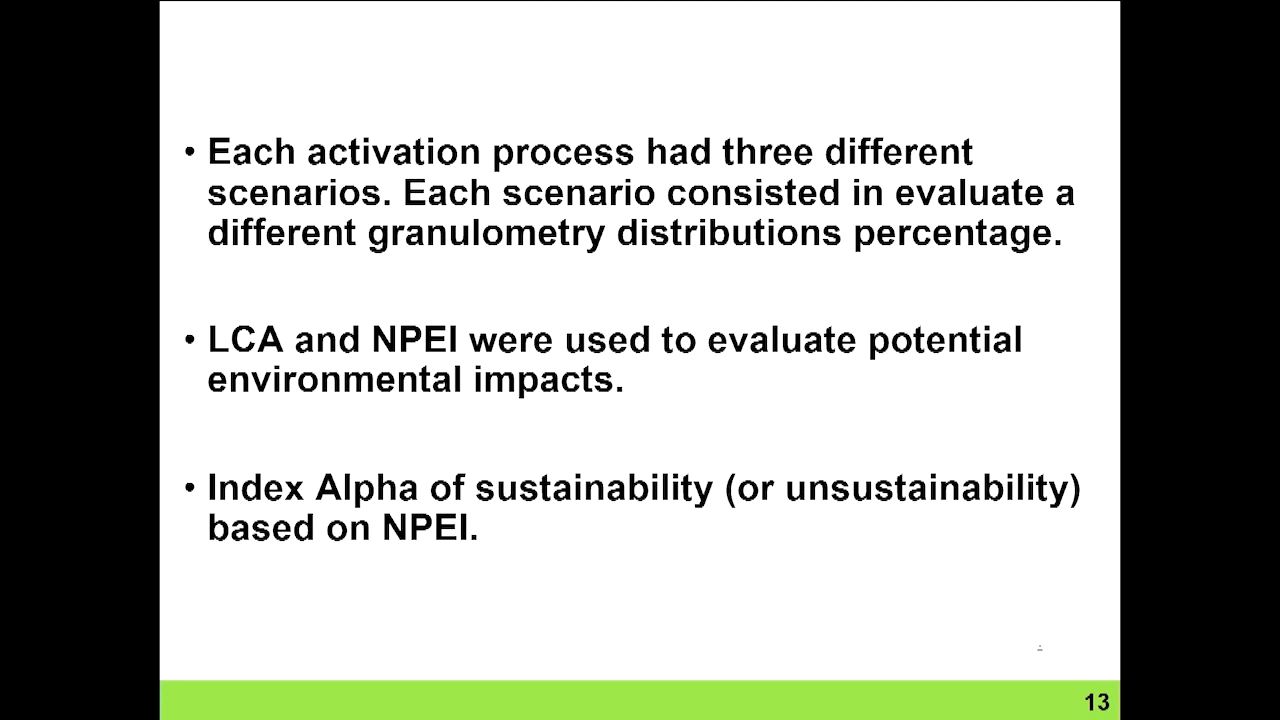 • Each activation process had three different
scenarios. Each scenario consisted in evaluate a
different granulometry distributions percentage.
• LCA and NPEI were used to evaluate potential
environmental impacts.
• Index Alpha of sustainability (or unsustainability)
based on NPEI.
13